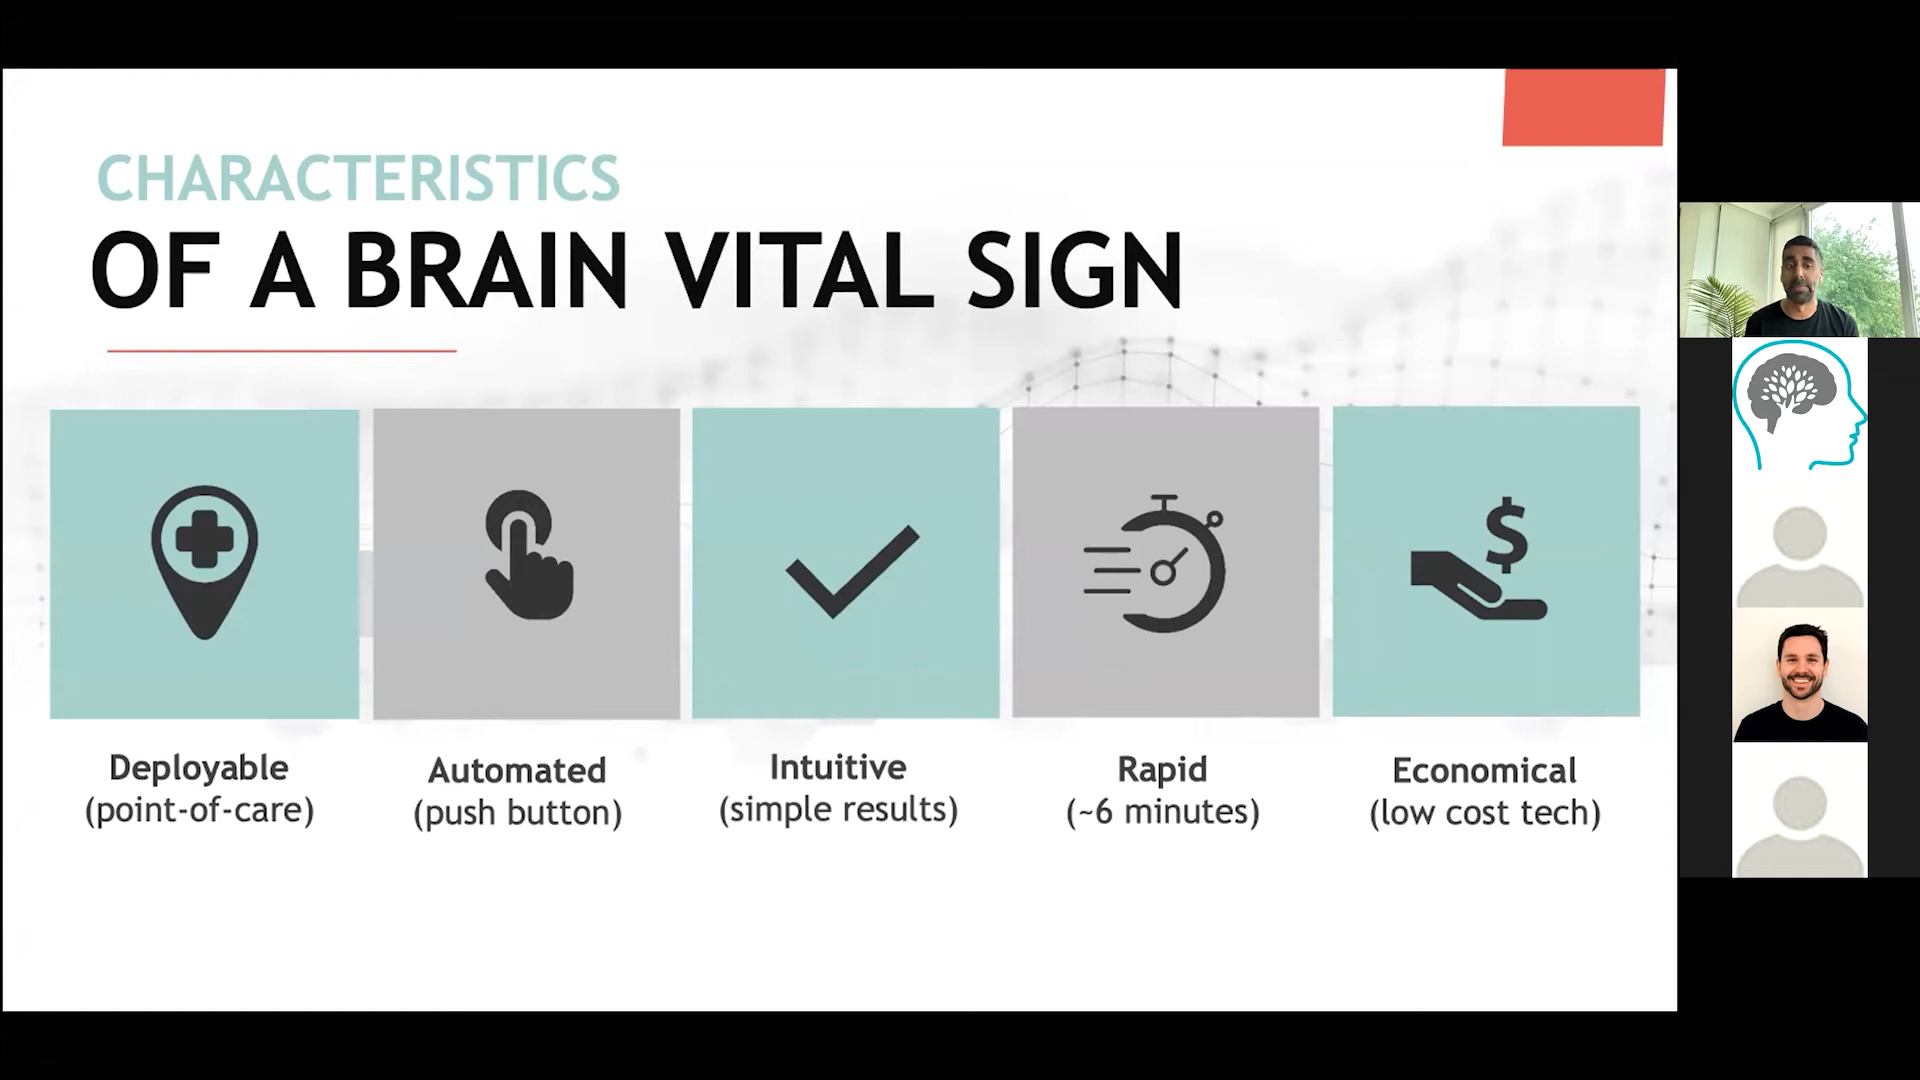 CHARACTERISTICS
OF A BRAIN VITAL SIGN
Deployable
(point-of-care)
Automated
(push button)
Intuitive
(simple results)
Rapid
(~6 minutes)
Economical
(low cost tech)